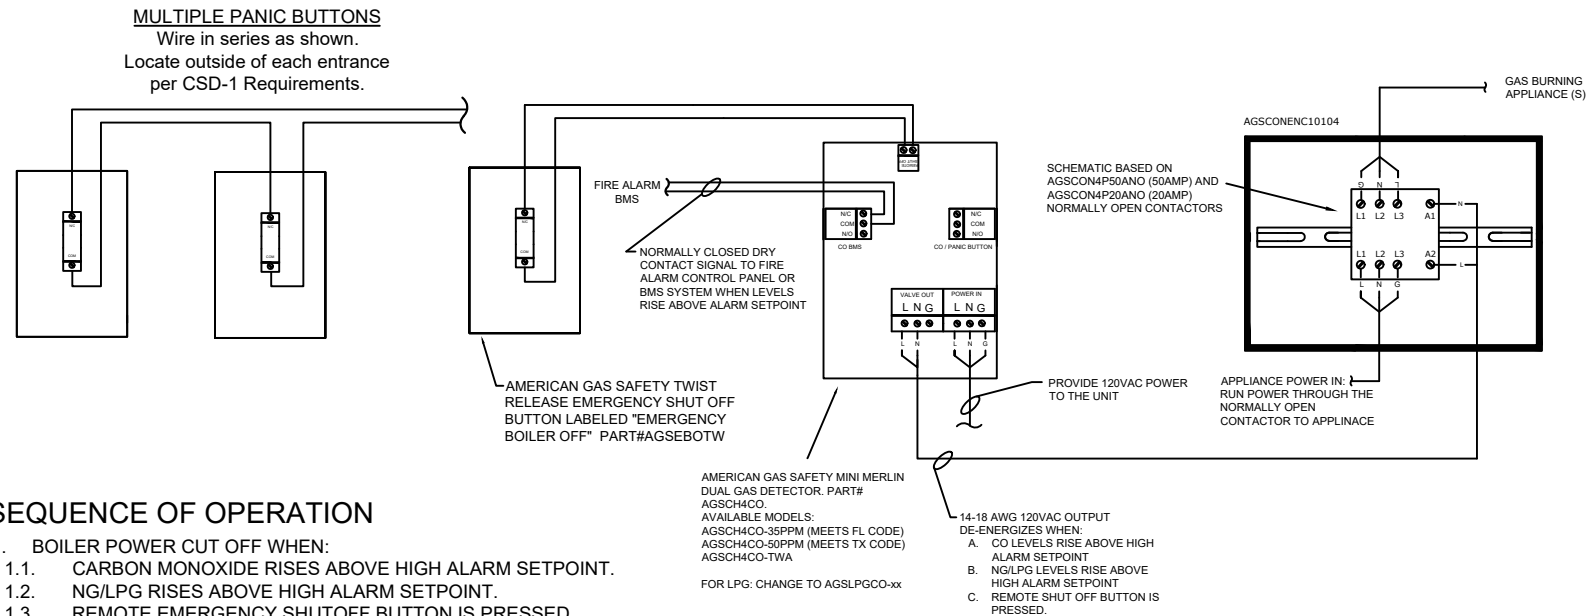 MULTIPLE PANIC BUTTONS
Wire in series as shown.
Locate outside of each entrance
per CSD-1 Requirements.
N/C
COM
N/C
COM
N/C
COM
AMERICAN GAS SAFETY TWIST
RELEASE EMERGENCY SHUT OFF
BUTTON LABELED "EMERGENCY
BOILER OFF" PART#AGSEBOTW
FIRE ALARM
BMS
NORMALLY CLOSED DRY
CONTACT SIGNAL TO FIRE
ALARM CONTROL PANEL OR
BMS SYSTEM WHEN LEVELS
RISE ABOVE ALARM SETPOINT
REMOTE
SHUT OFF
N/C
COM
N/O
CO BMS
N/C
COM
N/O
CO / PANIC BUTTON
VALVE OUT
L N G
POWER IN
L N G
L N
L N G
PROVIDE 120VAC POWER
TO THE UNIT
AMERICAN GAS SAFETY MINI MERLIN
DUAL GAS DETECTOR. PART#
AGSCH4CO.
AVAILABLE MODELS:
AGSCH4CO-35PPM (MEETS FL CODE)
AGSCH4CO-50PPM (MEETS TX CODE)
AGSCH4CO-TWA
FOR LPG: CHANGE TO AGSLPGCO-xx
14-18 AWG 120VAC OUTPUT
DE-ENERGIZES WHEN:
A. CO LEVELS RISE ABOVE HIGH
ALARM SETPOINT
B. NG/LPG LEVELS RISE ABOVE
HIGH ALARM SETPOINT
C. REMOTE SHUT OFF BUTTON IS
PRESSED.
GAS BURNING
APPLIANCE (S)
AGSCONENC10104
SCHEMATIC BASED ON
AGSCON4P50ANO (50AMP) AND
AGSCON4P20ANO (20AMP)
NORMALLY OPEN CONTACTORS
G N L
L1 L2 L3 A1
N
L1 L2 L3 A2
L
L N G
APPLIANCE POWER IN:
RUN POWER THROUGH THE
NORMALLY OPEN
CONTACTOR TO APPLINACE
SEQUENCE OF OPERATION
. BOILER POWER CUT OFF WHEN:
1.1. CARBON MONOXIDE RISES ABOVE HIGH ALARM SETPOINT.
1.2. NG/LPG RISES ABOVE HIGH ALARM SETPOINT.
1.3. REMOTE EMERGENCY SHUTOFF BUTTON IS PRESSED